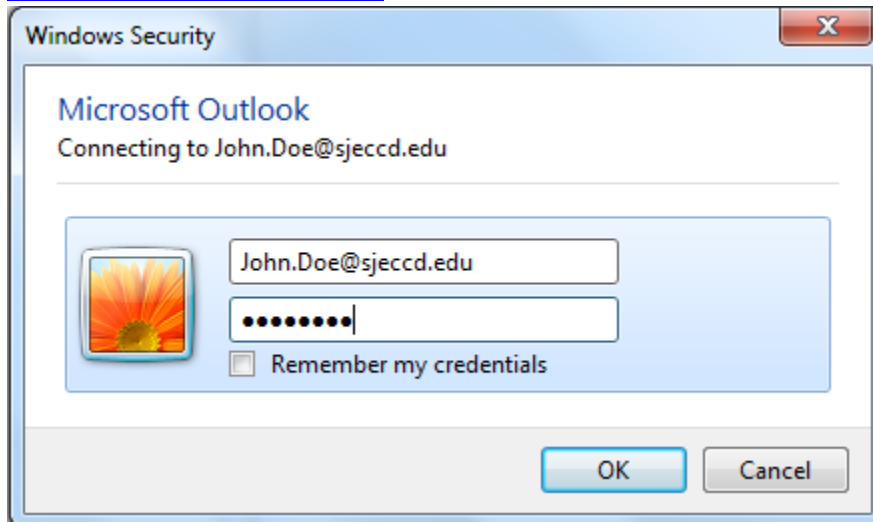 Windows Security
Microsoft Outlook
Connecting to John.Doe@sjeccd.edu
John.Doe@sjeccd.edu
••••••••
Remember my credentials
OK
Cancel